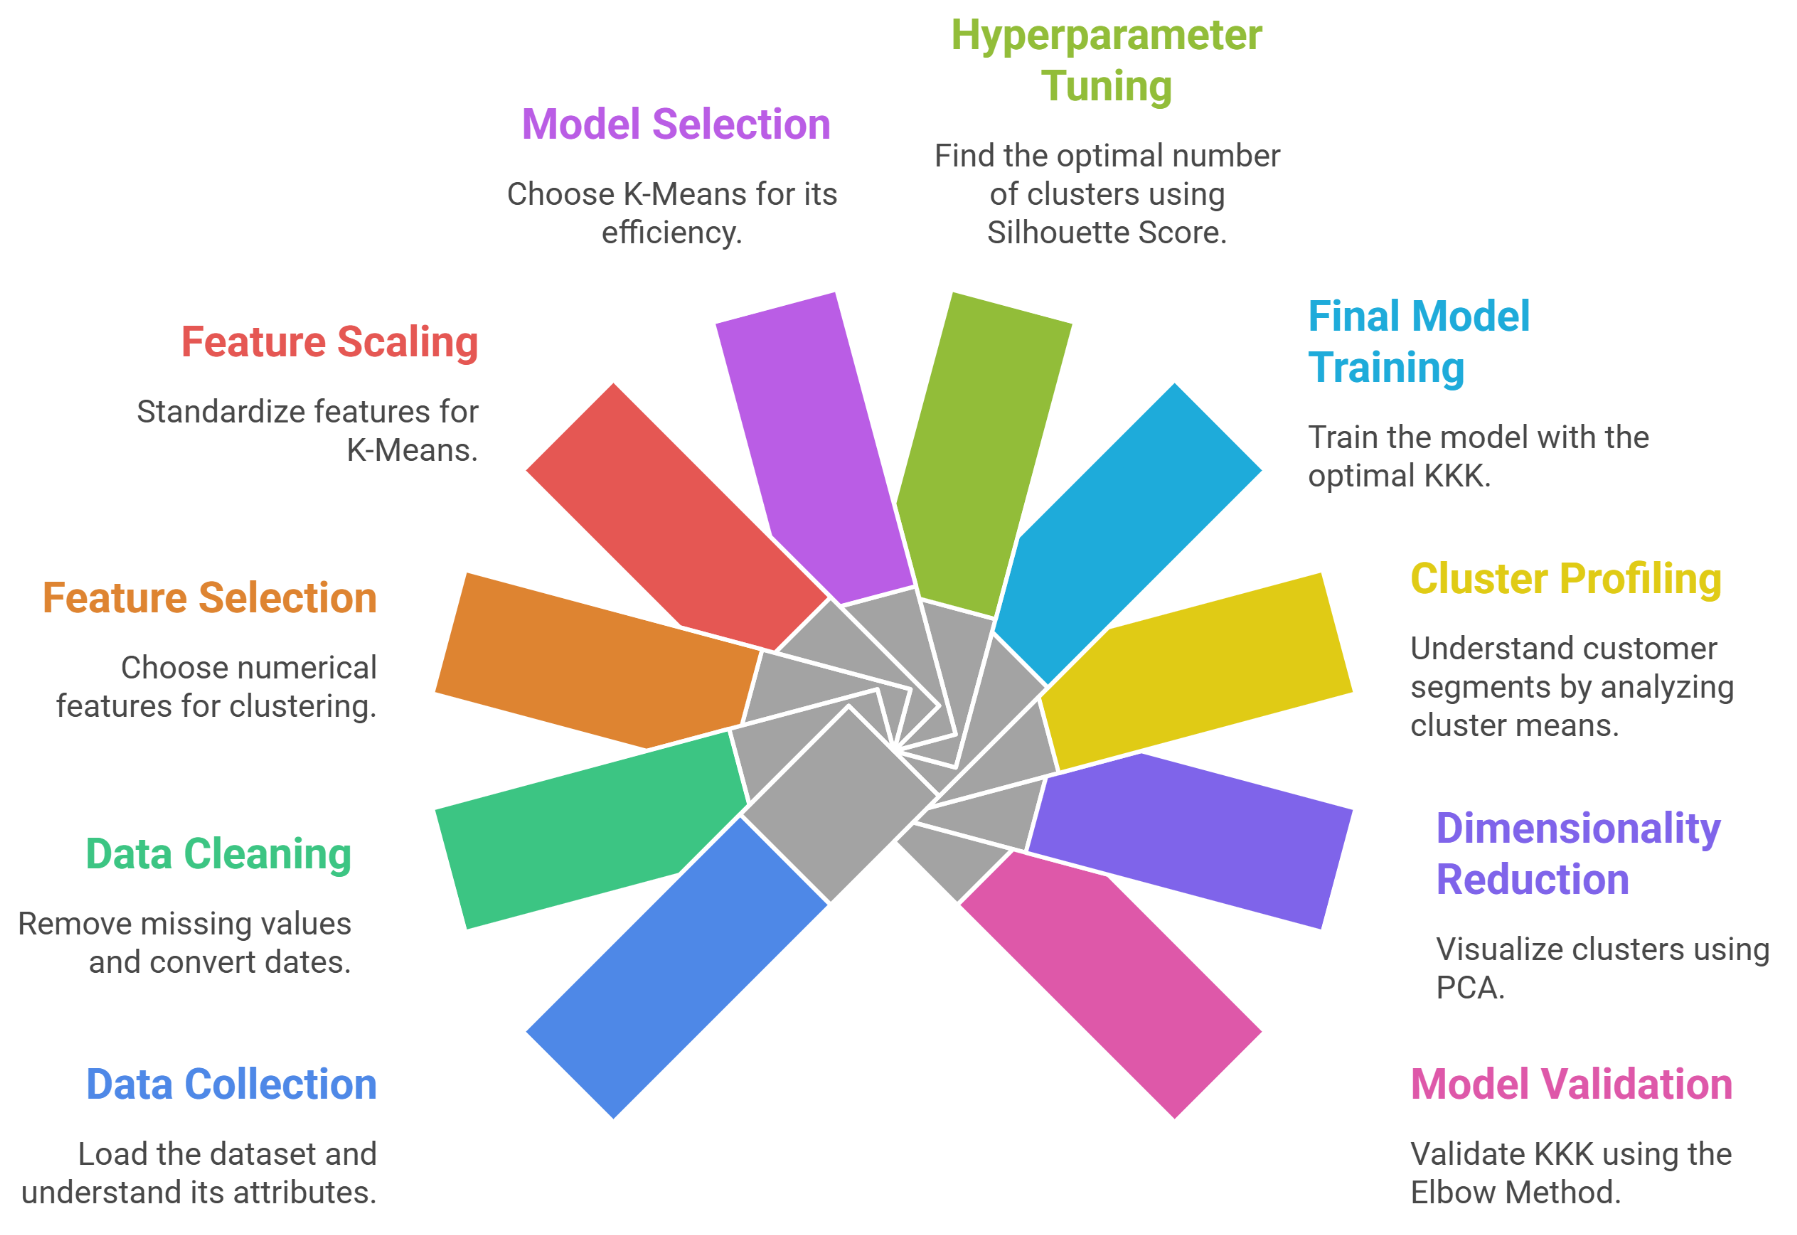 Hyperparameter
Tuning
Find the optimal number
of clusters using
Silhouette Score.
Model Selection
Choose K-Means for its
efficiency.
Final Model
Training
Train the model with the
optimal KKK.
Feature Scaling
Standardize features for
K-Means.
Cluster Profiling
Understand customer
segments by analyzing
cluster means.
Feature Selection
Choose numerical
features for clustering.
Dimensionality
Reduction
Visualize clusters using
PCA.
Data Cleaning
Remove missing values
and convert dates.
Data Collection
Load the dataset and
understand its attributes.
Model Validation
Validate KKK using the
Elbow Method.